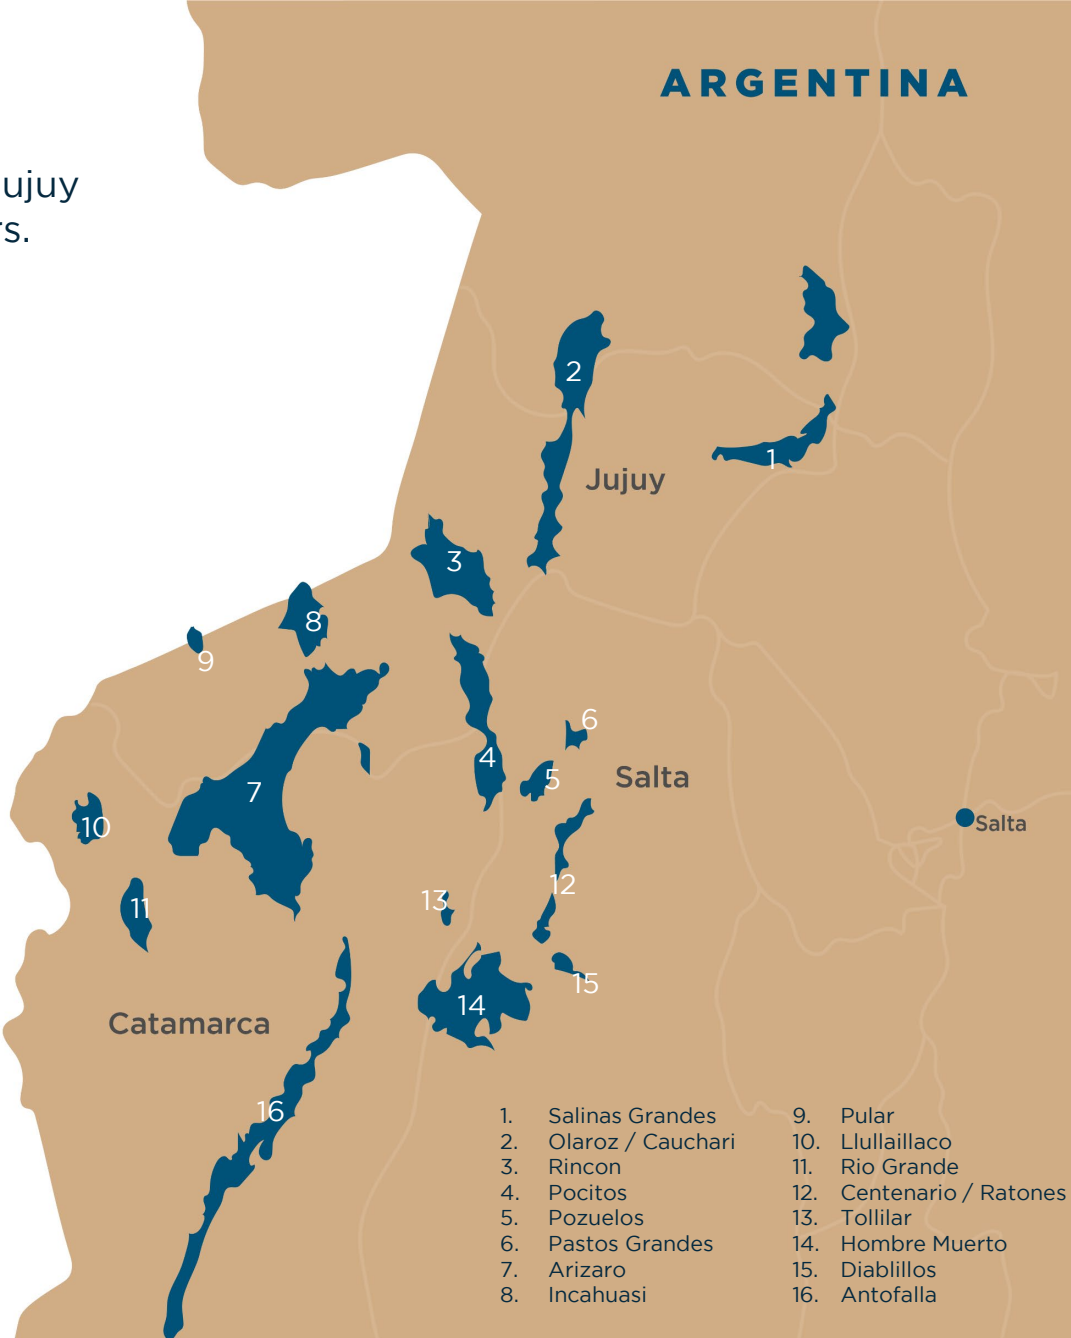 ARGENTINA
ujuy
rs.
2
1
Jujuy
3
8
9
6
4
5
Salta
7
10
Salta
12
13
11
15
14
Catamarca
16
1. Salinas Grandes
2. Olaroz / Cauchari
3. Rincon
4. Pocitos
5. Pozuelos
6. Pastos Grandes
7. Arizaro
8. Incahuasi
9. Pular
10. Llullaillaco
11. Rio Grande
12. Centenario / Ratones
13. Tollilar
14. Hombre Muerto
15. Diablillos
16. Antofalla